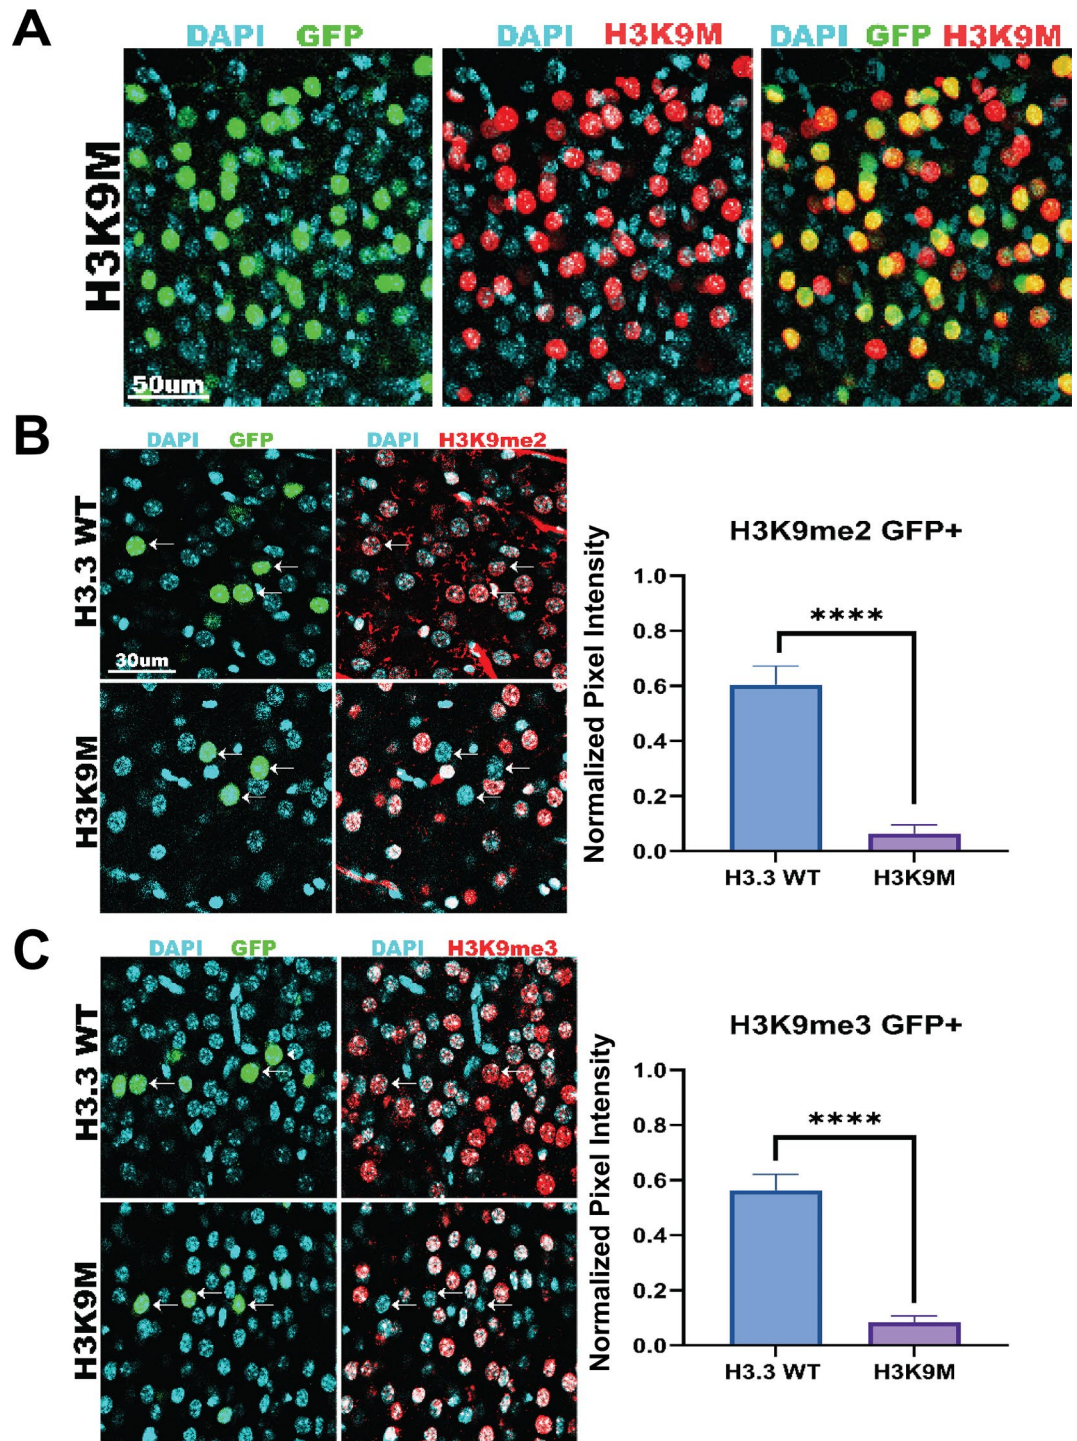 A
DAPI GFP
DAPI H3K9M
DAPI GFP H3K9M
H3K9M
50um
B
DAPI GFP
DAPI H3K9me2
H3.3 WT
30um
H3K9M
H3K9me2 GFP+
Normalized Pixel Intensity
1.0
0.8
0.6
0.4
0.2
0.0
****
H3.3 WT
H3K9M
C
DAPI GFP
DAPI H3K9me3
H3.3 WT
H3K9M
H3K9me3 GFP+
Normalized Pixel Intensity
1.0
0.8
0.6
0.4
0.2
0.0
****
H3.3 WT
H3K9M